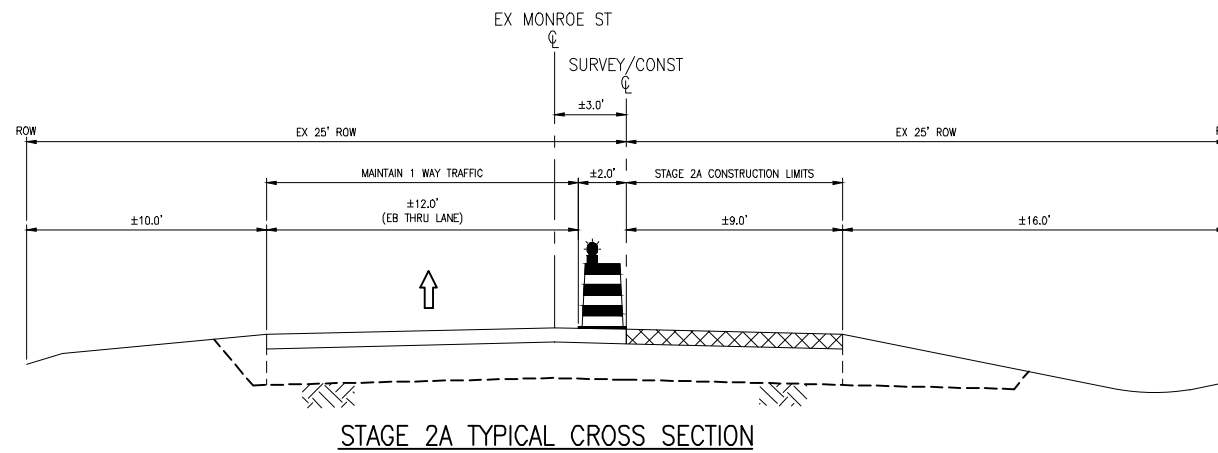 EX MONROE ST
℄
SURVEY/CONST
℄
±3.0'
ROW
EX 25' ROW
EX 25' ROW
MAINTAIN 1 WAY TRAFFIC
±2.0'
STAGE 2A CONSTRUCTION LIMITS
±10.0'
±12.0'
(EB THRU LANE)
±9.0'
±16.0'
STAGE 2A TYPICAL CROSS SECTION